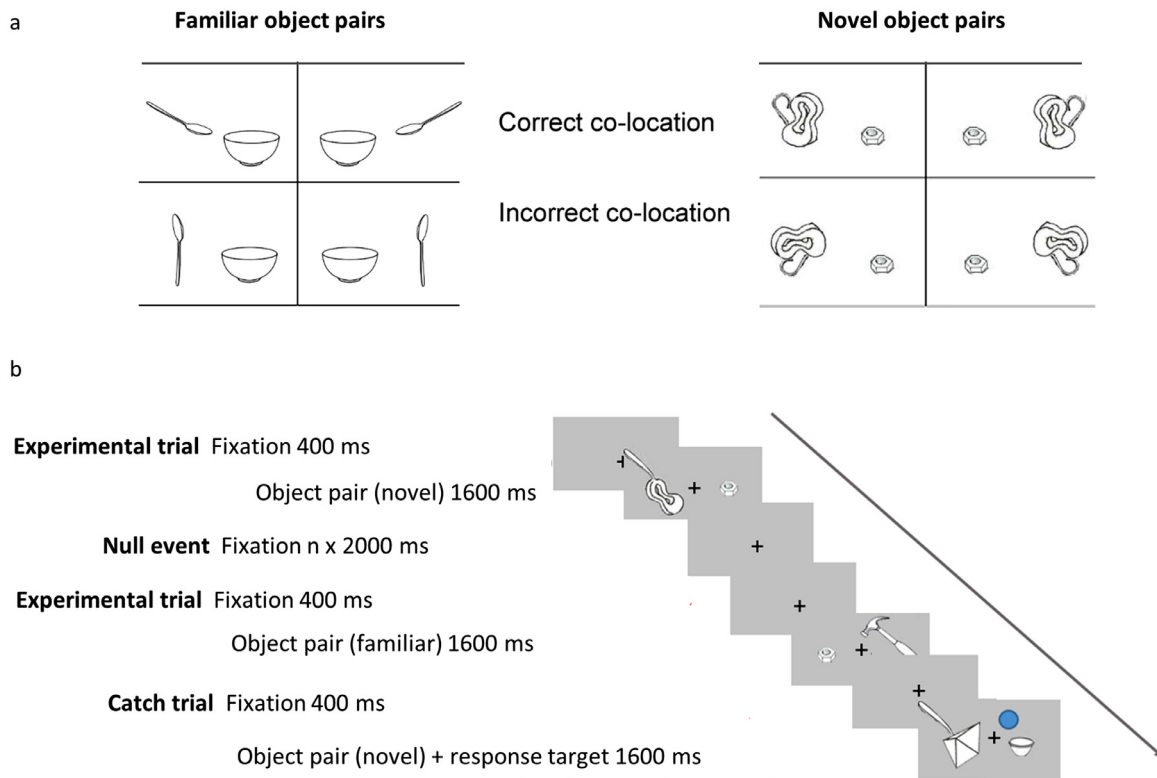 a
Familiar object pairs
Novel object pairs
Correct co-location
Incorrect co-location
b
Experimental trial Fixation 400 ms
Object pair (novel) 1600 ms
Null event Fixation n x 2000 ms
Experimental trial Fixation 400 ms
Object pair (familiar) 1600 ms
Catch trial Fixation 400 ms
Object pair (novel) + response target 1600 ms